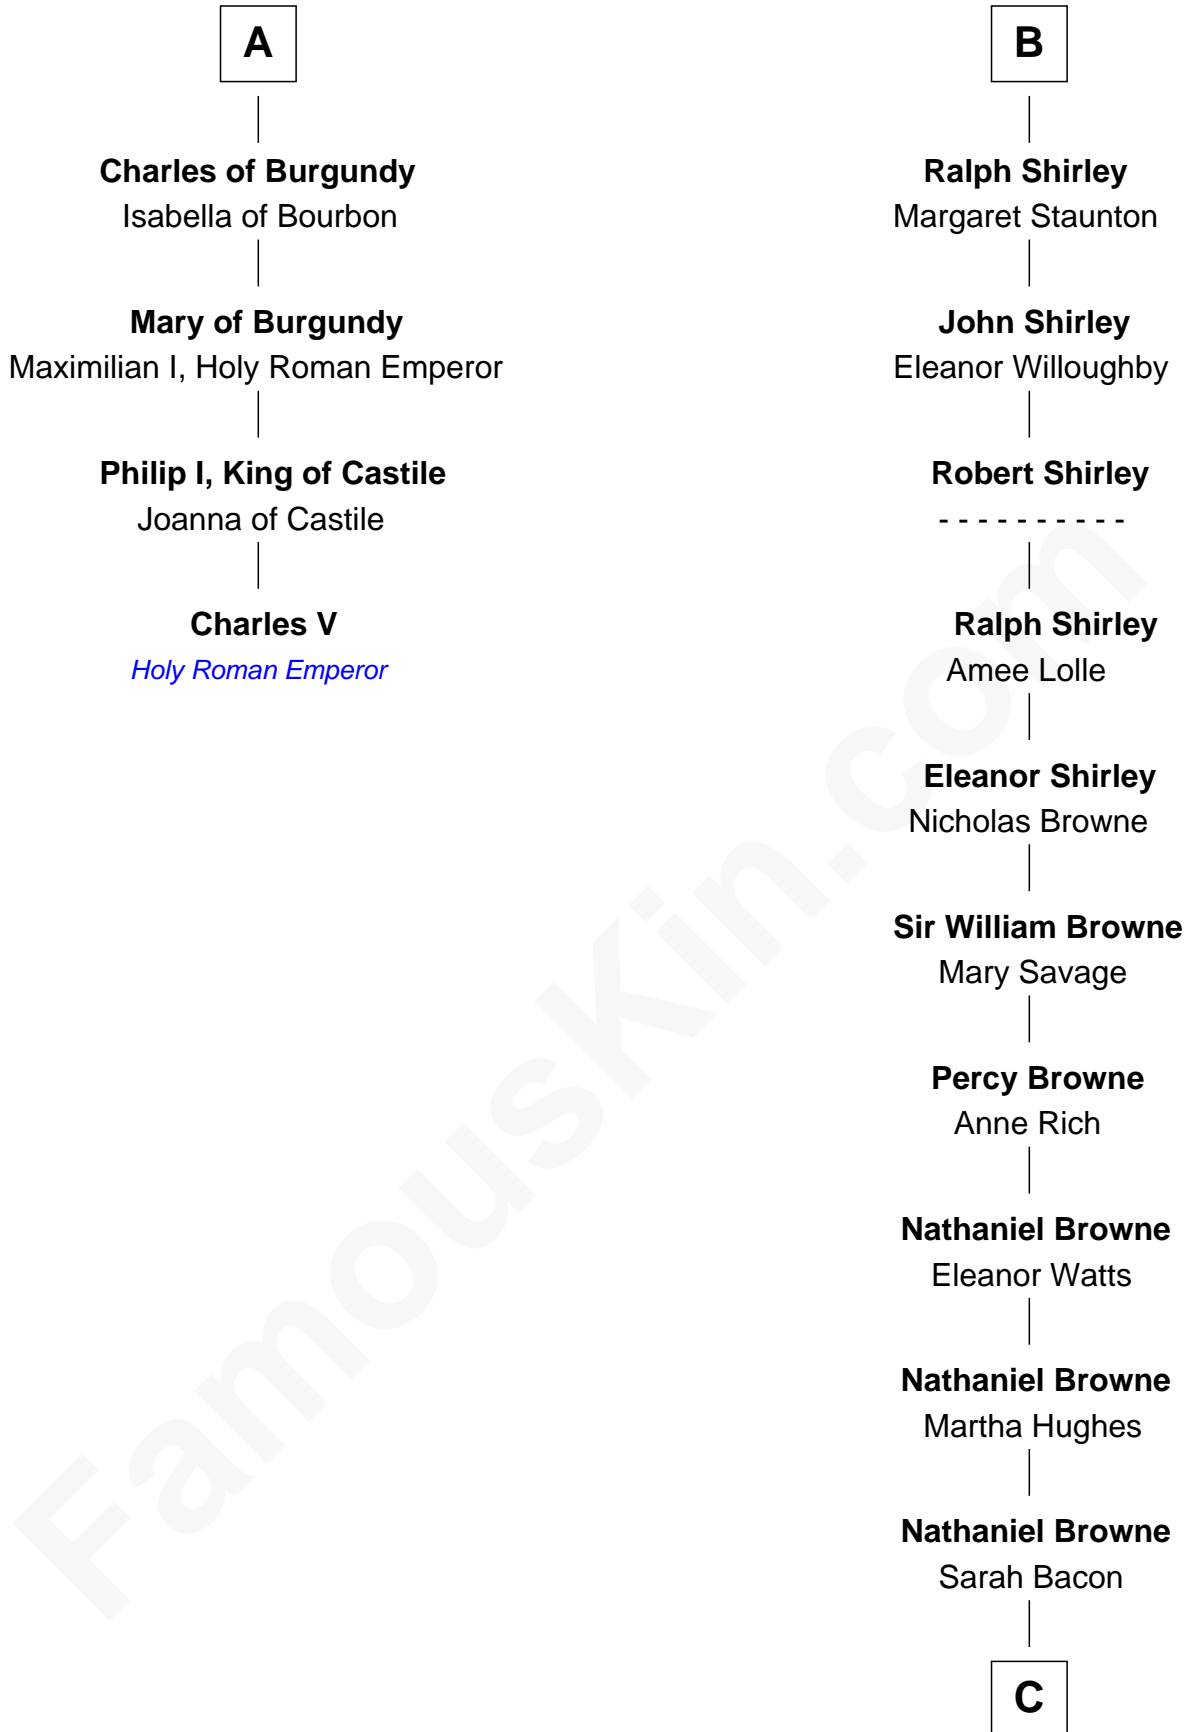 A
Charles of Burgundy
Isabella of Bourbon
Mary of Burgundy
Maximilian I, Holy Roman Emperor
Philip I, King of Castile
Joanna of Castile
Charles V
Holy Roman Emperor
B
Ralph Shirley
Margaret Staunton
John Shirley
Eleanor Willoughby
Robert Shirley
- - - - - - - - - -
Ralph Shirley
Amee Lolle
Eleanor Shirley
Nicholas Browne
Sir William Browne
Mary Savage
Percy Browne
Anne Rich
Nathaniel Browne
Eleanor Watts
Nathaniel Browne
Martha Hughes
Nathaniel Browne
Sarah Bacon
C
FamousKin.com